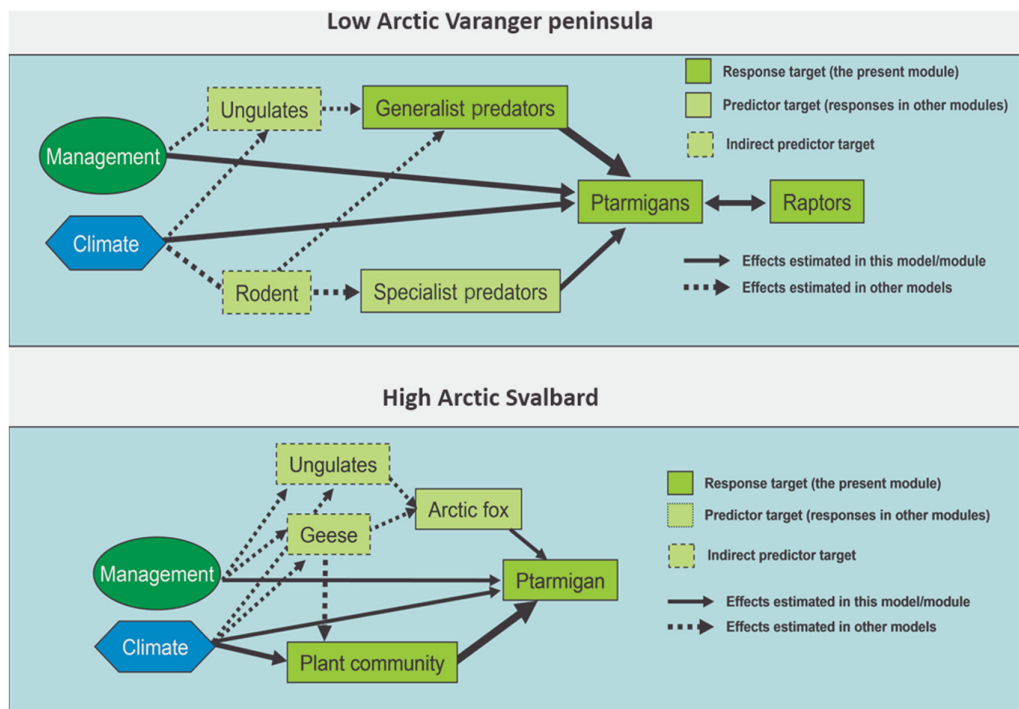 Low Arctic Varanger peninsula
Ungulates
Generalist predators
Management
Climate
Rodent
Specialist predators
Ptarmigans
Raptors
Response target (the present module)
Predictor target (responses in other modules)
Indirect predictor target
Effects estimated in this model/module
Effects estimated in other models
High Arctic Svalbard
Ungulates
Geese
Arctic fox
Management
Ptarmigan
Climate
Plant community
Response target (the present module)
Predictor target (responses in other modules)
Indirect predictor target
Effects estimated in this model/module
Effects estimated in other models